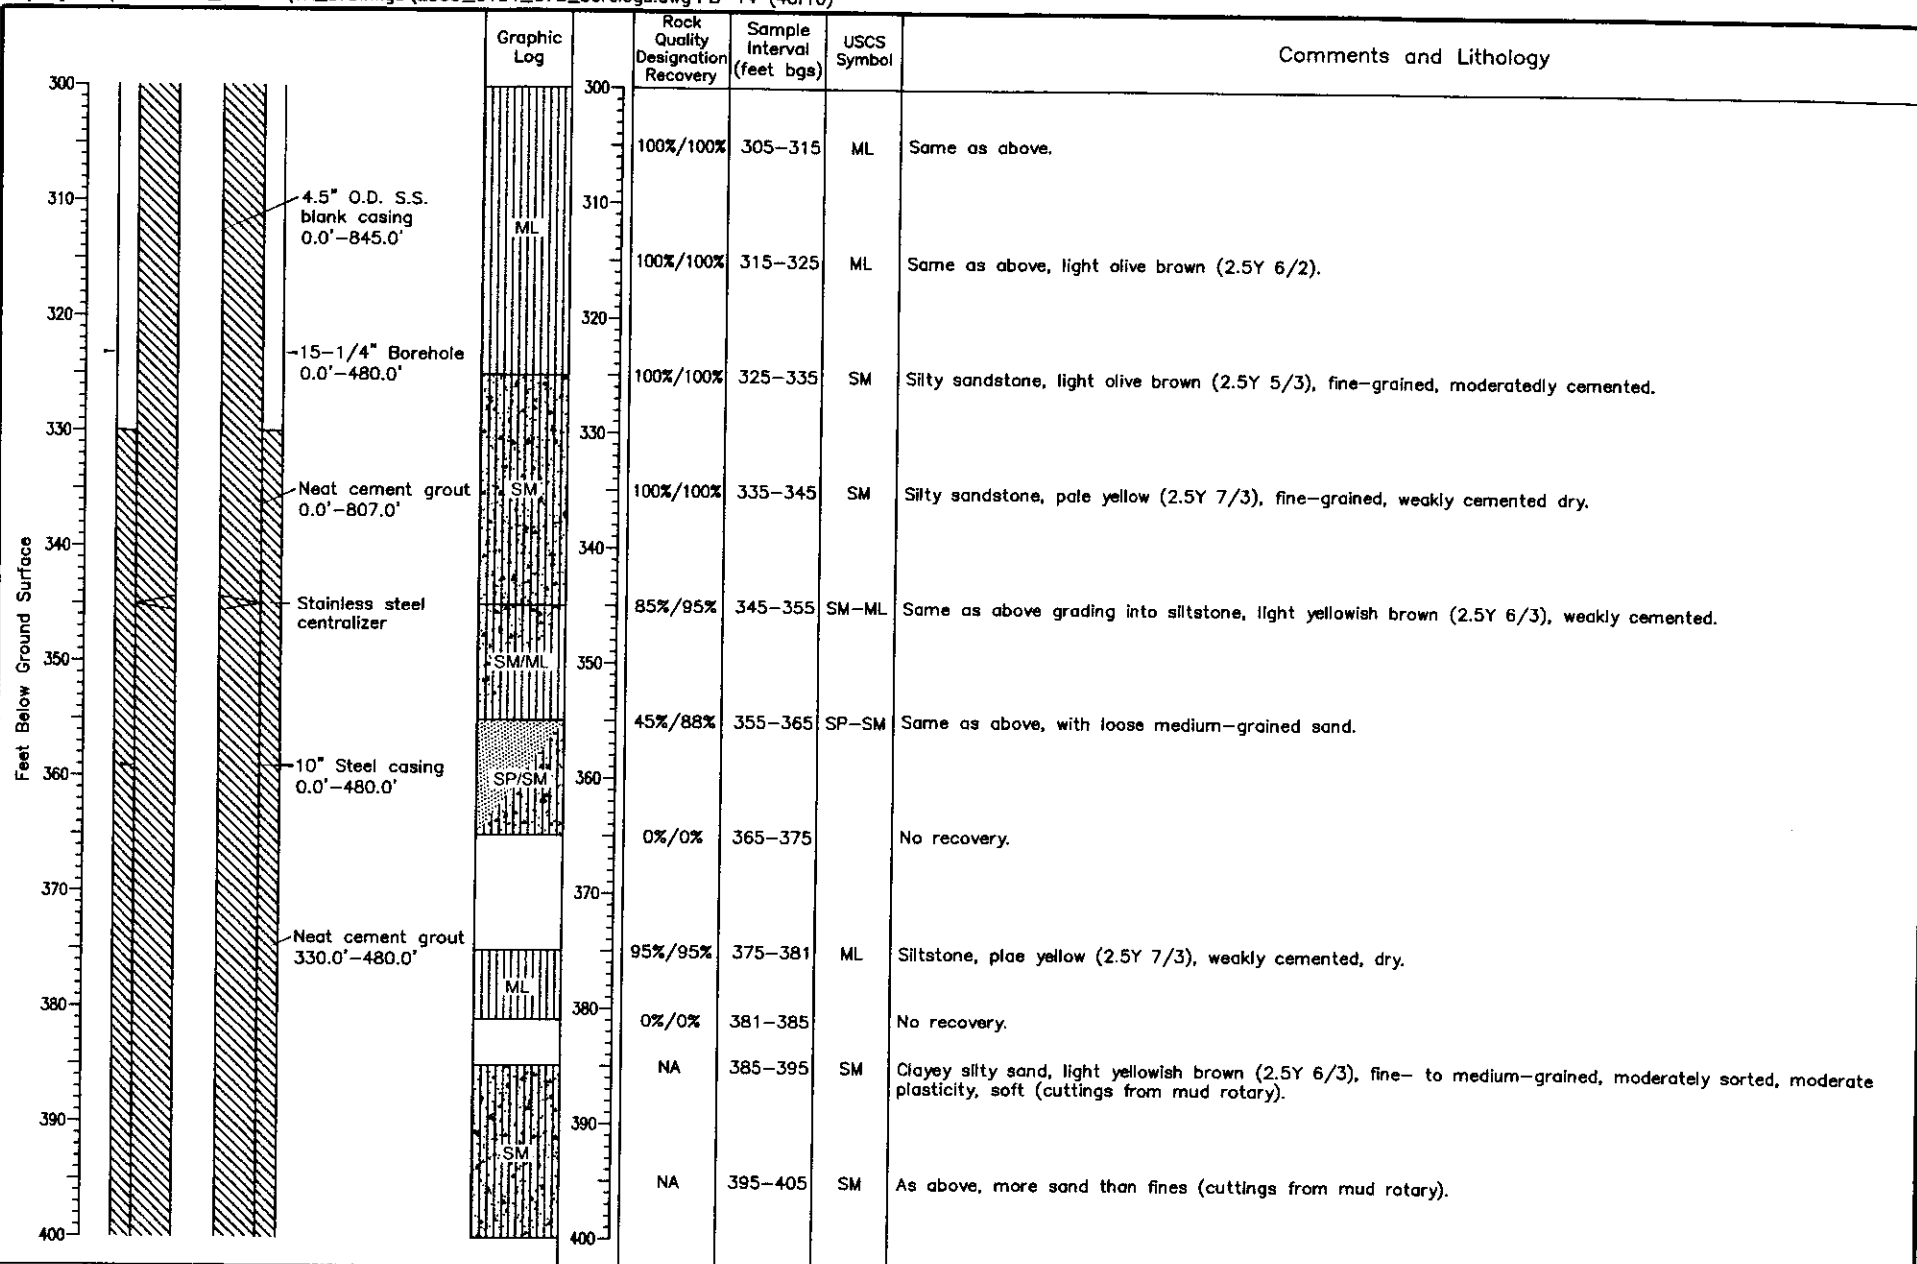 Graphic
Log
Rock
Quality
Designation
Recovery
Sample
Interval
(feet bgs)
USCS
Symbol
Comments and Lithology
Feet Below Ground Surface
300
310
320
330
340
350
360
370
380
390
400
4.5" O.D. S.S.
blank casing
0.0'-845.0'
15-1/4" Borehole
0.0'-480.0'
Neat cement grout
0.0'-807.0'
Stainless steel
centralizer
10" Steel casing
0.0'-480.0'
Neat cement grout
330.0'-480.0'
ML
SM
SM/ML
SP/SM
ML
SM
300
310
320
330
340
350
360
370
380
390
400
100%/100% 305-315 ML Same as above.
100%/100% 315-325 ML Same as above, light olive brown (2.5Y 6/2).
100%/100% 325-335 SM Silty sandstone, light olive brown (2.5Y 5/3), fine-grained, moderatedly cemented.
100%/100% 335-345 SM Silty sandstone, pale yellow (2.5Y 7/3), fine-grained, weakly cemented dry.
85%/95% 345-355 SM-ML Same as above grading into siltstone, light yellowish brown (2.5Y 6/3), weakly cemented.
45%/88% 355-365 SP-SM Same as above, with loose medium-grained sand.
0%/0% 365-375 No recovery.
95%/95% 375-381 ML Siltstone, plae yellow (2.5Y 7/3), weakly cemented, dry.
0%/0% 381-385 No recovery.
NA 385-395 SM Clayey silty sand, light yellowish brown (2.5Y 6/3), fine- to medium-grained, moderately sorted, moderate
plasticity, soft (cuttings from mud rotary).
NA 395-405 SM As above, more sand than fines (cuttings from mud rotary).